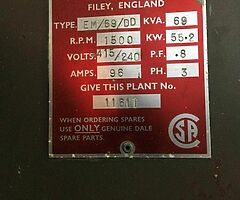 FILEY, ENGLAND
TYPE. EM/69/DD KVA. 69
R.P.M. 1500 KW. 55·2
VOLTS. 415/240 P.F. ·8
AMPS. 96 PH. 3
GIVE THIS PLANT No.
11611
WHEN ORDERING SPARES
USE ONLY GENUINE DALE
SPARE PARTS.
CSA